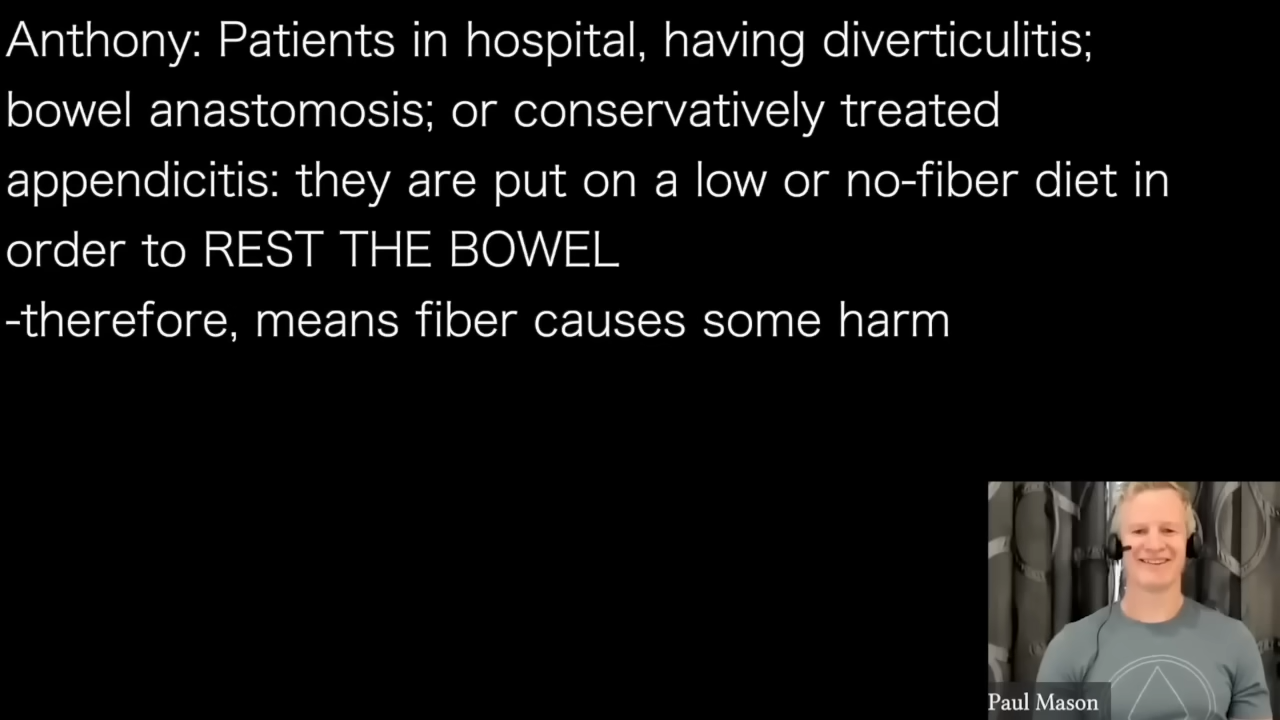 Anthony: Patients in hospital, having diverticulitis;
bowel anastomosis; or conservatively treated
appendicitis: they are put on a low or no-fiber diet in
order to REST THE BOWEL
-therefore, means fiber causes some harm
Paul Mason